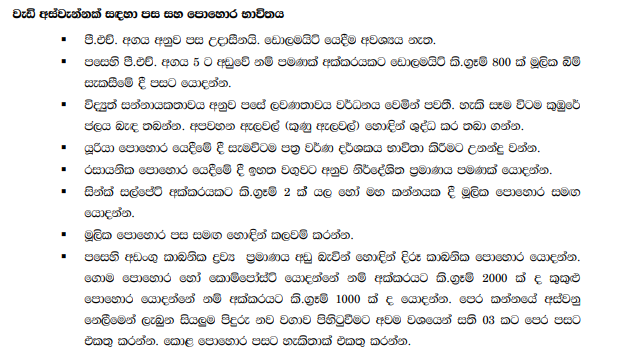 වැඩි අස්වැන්නක් සඳහා පස සහ පොහොර භාවිතය
▪ පී.එච්. අගය අනුව පස උදාසීනයි. ඩොලමයිට් යෙදීම අවශ්‍යය නැත.
▪ පසෙහි පී.එච්. අගය 5 ට අඩුවේ නම් පමණක් අක්කරයකට ඩොලමයිට් කි.ග්‍රෑම් 800 ක් මූලික බිම්
සැකසීමේ දී පසට යොදන්න.
▪ විද්‍යුත් සන්නායකතාවය අනුව පසේ ලවණතාවය වර්ධනය වෙමින් පවතී. හැකි සෑම විටම කුඹුරේ
ජලය බැඳ තබන්න. අපවහන ඇලවල් (කුණු ඇලවල්) හොඳින් ශුද්ධ කර තබා ගන්න.
▪ යූරියා පොහොර යෙදීමේ දී සැමවිටම පත්‍ර වර්ණ දර්ශකය භාවිතා කිරීමට උනන්දු වන්න.
▪ රසායනික පොහොර යෙදීමේ දී ඉහත වගුවට අනුව නිර්දේශිත ප්‍රමාණය පමණක් යොදන්න.
▪ සින්ක් සල්පේට් අක්කරයකට කි.ග්‍රෑම් 2 ක් යල හෝ මහ කන්නයක දී මූලික පොහොර සමඟ
යොදන්න.
▪ මූලික පොහොර පස සමඟ හොඳින් කලවම් කරන්න.
▪ පසෙහි අඩංගු කාබනික ද්‍රව්‍ය ප්‍රමාණය අඩු බැවින් හොඳින් දිරූ කාබනික පොහොර යොදන්න.
ගොම පොහොර හෝ කොම්පෝස්ට් යොදන්නේ නම් අක්කරයට කි.ග්‍රෑම් 2000 ක් ද කුකුළු
පොහොර යොදන්නේ නම් අක්කරයට කි.ග්‍රෑම් 1000 ක් ද යොදන්න. පෙර කන්නයේ අස්වනු
නෙලීමෙන් ලැබුන සියලුම පිදුරු නව වගාව පිහිටුවීමට අවම වශයෙන් සති 03 කට පෙර පසට
එකතු කරන්න. කොළ පොහොර පසට හැකිතාක් එකතු කරන්න.